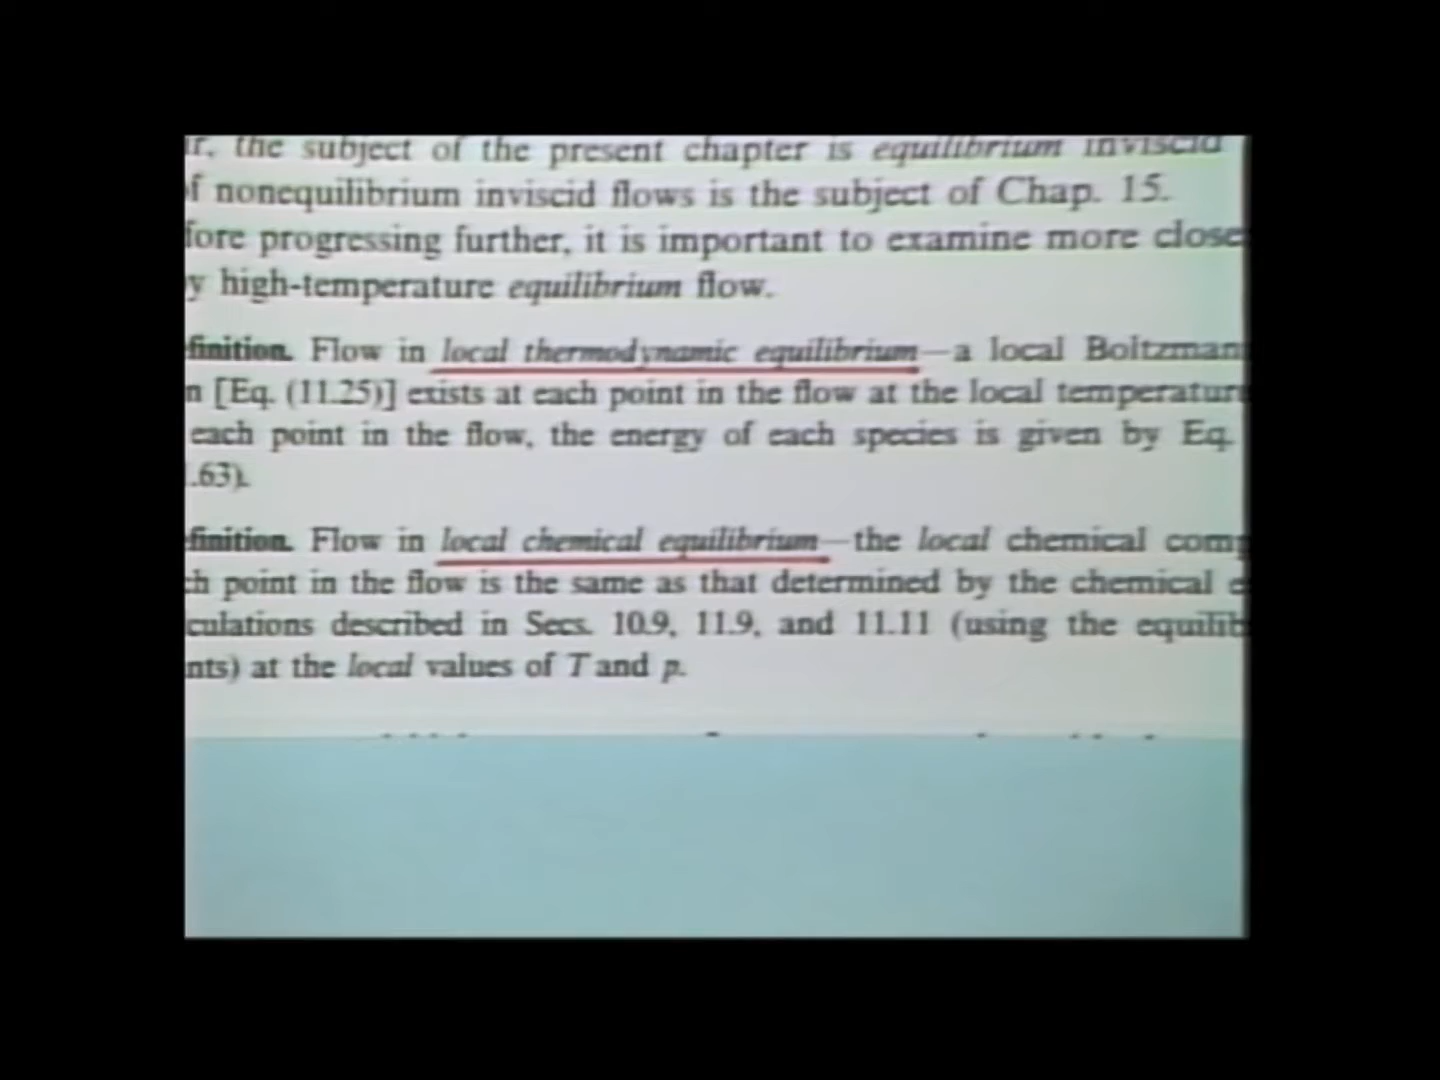 r, the subject of the present chapter is equilibrium inviscid
f nonequilibrium inviscid flows is the subject of Chap. 15.
fore progressing further, it is important to examine more close
y high-temperature equilibrium flow.
finition. Flow in local thermodynamic equilibrium—a local Boltzman
n [Eq. (11.25)] exists at each point in the flow at the local temperatur
each point in the flow, the energy of each species is given by Eq.
.63).
finition. Flow in local chemical equilibrium—the local chemical comp
ch point in the flow is the same as that determined by the chemical e
culations described in Secs. 10.9, 11.9, and 11.11 (using the equilib
nts) at the local values of T and p.